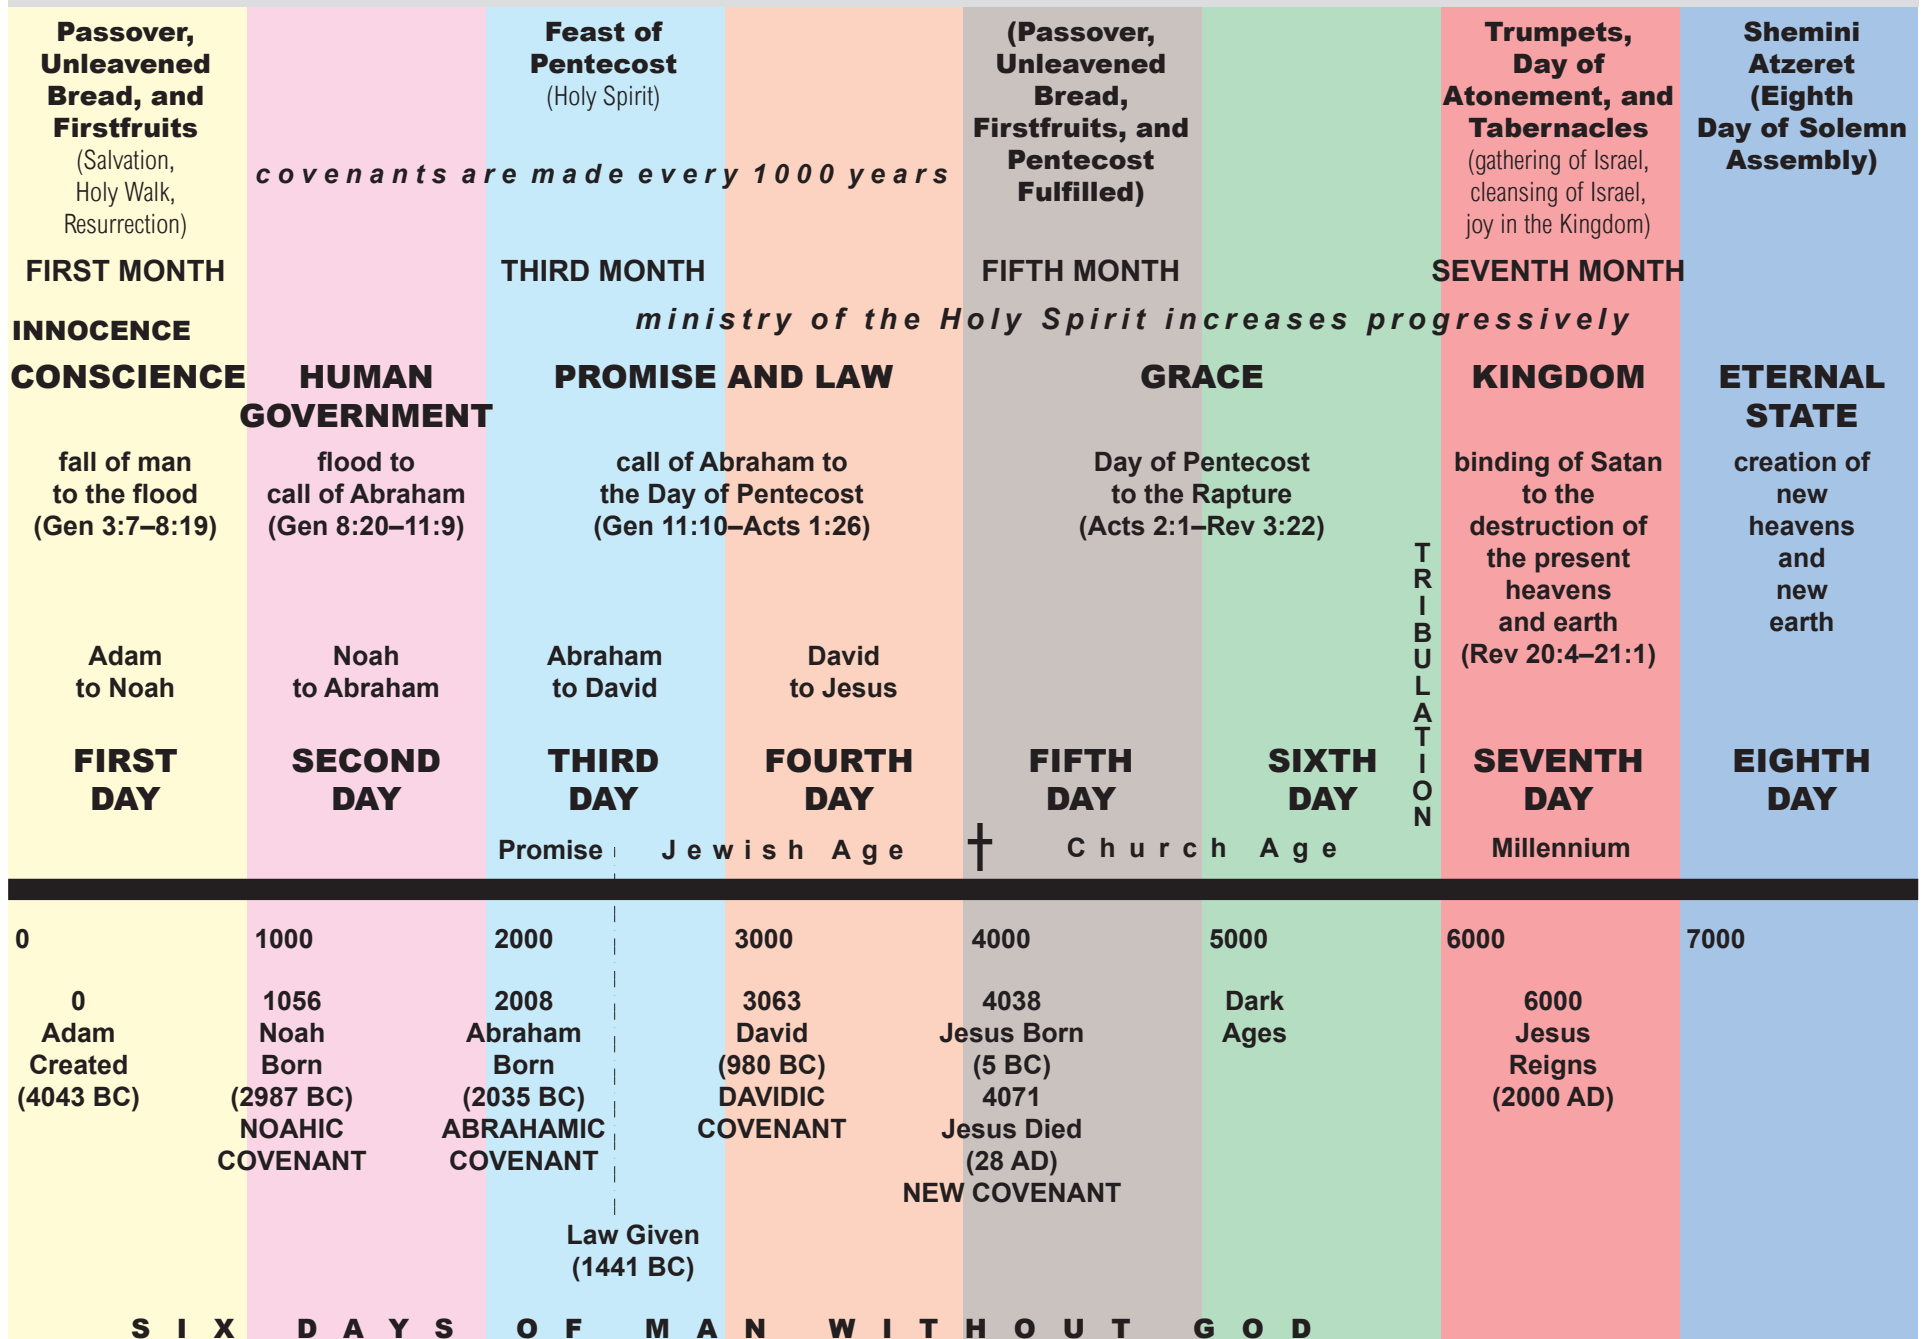 Passover,
Unleavened
Bread, and
Firstfruits
(Salvation,
Holy Walk,
Resurrection)
Feast of
Pentecost
(Holy Spirit)
(Passover,
Unleavened
Bread,
Firstfruits, and
Pentecost
Fulfilled)
Trumpets,
Day of
Atonement, and
Tabernacles
(gathering of Israel,
cleansing of Israel,
joy in the Kingdom)
Shemini
Atzeret
(Eighth
Day of Solemn
Assembly)
covenants are made every 1000 years
FIRST MONTH
THIRD MONTH
FIFTH MONTH
SEVENTH MONTH
ministry of the Holy Spirit increases progressively
INNOCENCE
CONSCIENCE
HUMAN
GOVERNMENT
PROMISE AND LAW
GRACE
KINGDOM
ETERNAL
STATE
fall of man
to the flood
(Gen 3:7–8:19)
flood to
call of Abraham
(Gen 8:20–11:9)
call of Abraham to
the Day of Pentecost
(Gen 11:10–Acts 1:26)
Day of Pentecost
to the Rapture
(Acts 2:1–Rev 3:22)
TRIBULATION
binding of Satan
to the
destruction of
the present
heavens
and earth
(Rev 20:4–21:1)
creation of
new
heavens
and
new
earth
Adam
to Noah
Noah
to Abraham
Abraham
to David
David
to Jesus
FIRST
DAY
SECOND
DAY
THIRD
DAY
FOURTH
DAY
FIFTH
DAY
SIXTH
DAY
SEVENTH
DAY
EIGHTH
DAY
Promise
Jewish Age
Church Age
Millennium
0
1000
2000
3000
4000
5000
6000
7000
0
Adam
Created
(4043 BC)
1056
Noah
Born
(2987 BC)
NOAHIC
COVENANT
2008
Abraham
Born
(2035 BC)
ABRAHAMIC
COVENANT
Law Given
(1441 BC)
3063
David
(980 BC)
DAVIDIC
COVENANT
4038
Jesus Born
(5 BC)
4071
Jesus Died
(28 AD)
NEW COVENANT
Dark
Ages
6000
Jesus
Reigns
(2000 AD)
SIX DAYS OF MAN WITHOUT GOD